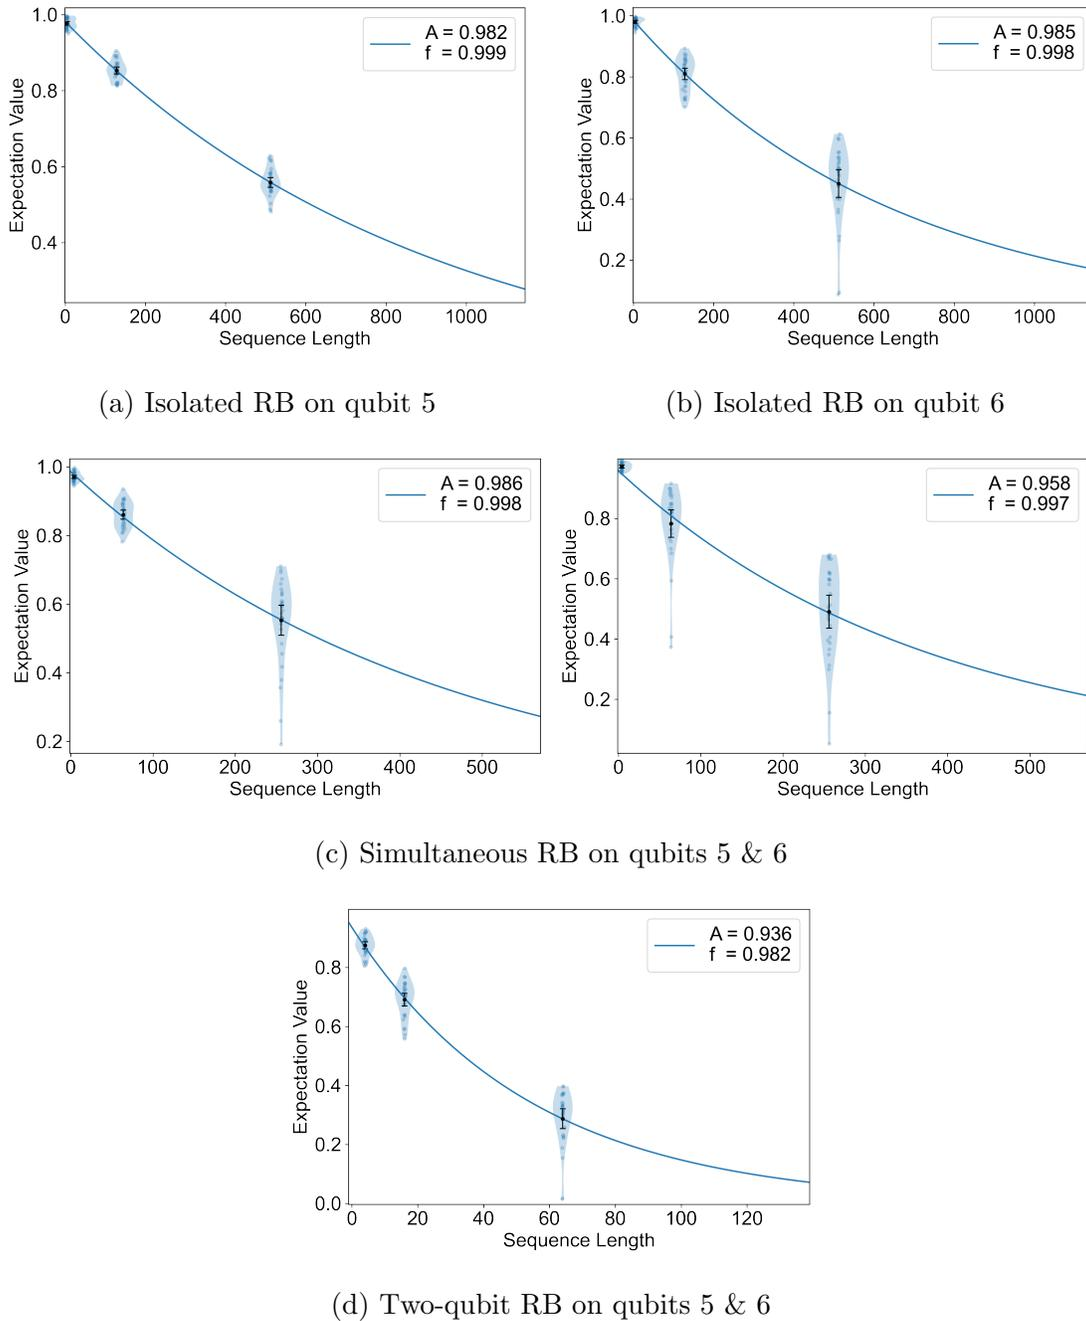 A = 0.982
f = 0.999
1.0
0.8
0.6
0.4
Expectation Value
0 200 400 600 800 1000
Sequence Length
(a) Isolated RB on qubit 5
A = 0.985
f = 0.998
1.0
0.8
0.6
0.4
0.2
Expectation Value
0 200 400 600 800 1000
Sequence Length
(b) Isolated RB on qubit 6
A = 0.986
f = 0.998
1.0
0.8
0.6
0.4
0.2
Expectation Value
0 100 200 300 400 500
Sequence Length
A = 0.958
f = 0.997
0.8
0.6
0.4
0.2
Expectation Value
0 100 200 300 400 500
Sequence Length
(c) Simultaneous RB on qubits 5 & 6
A = 0.936
f = 0.982
0.8
0.6
0.4
0.2
0.0
Expectation Value
0 20 40 60 80 100 120
Sequence Length
(d) Two-qubit RB on qubits 5 & 6